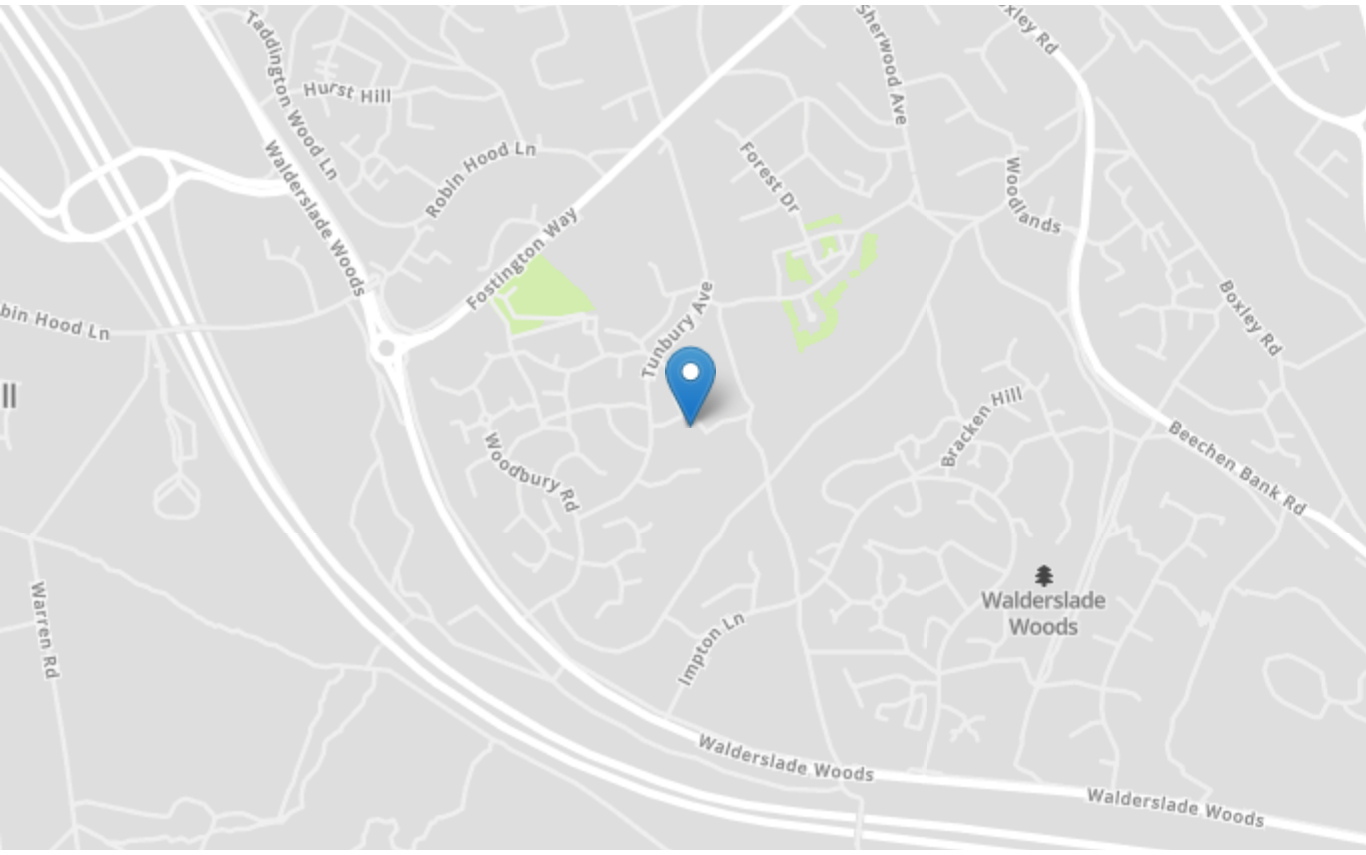 Sherwood Ave
oxley Rd
Taddington Wood Ln
Hurst Hill
Robin Hood Ln
Walderslade Woods
Forest Dr
Woodlands
Fostington Way
bin Hood Ln
Tunbury Ave
Boxley Rd
ll
Bracken Hill
Woodbury Rd
Beechen Bank Rd
Walderslade
Woods
Warren Rd
Impton Ln
Walderslade Woods
Walderslade Woods